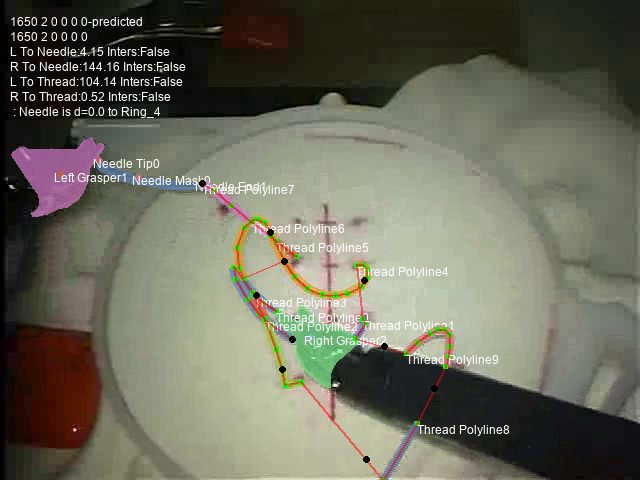 1650 2 0 0 0 0-predicted
1650 2 0 0 0 0
L To Needle:4.15 Inters:False
R To Needle:144.16 Inters:False
L To Thread:104.14 Inters:False
R To Thread:0.52 Inters:False
: Needle is d=0.0 to Ring_4
Needle Tip0
Left Grasper1
Needle Mask0
Needle End1
Thread Polyline7
Thread Polyline6
Thread Polyline5
Thread Polyline4
Thread Polyline3
Thread Polyline2
Thread Polyline1
Right Grasper2
Thread Polyline9
Thread Polyline8